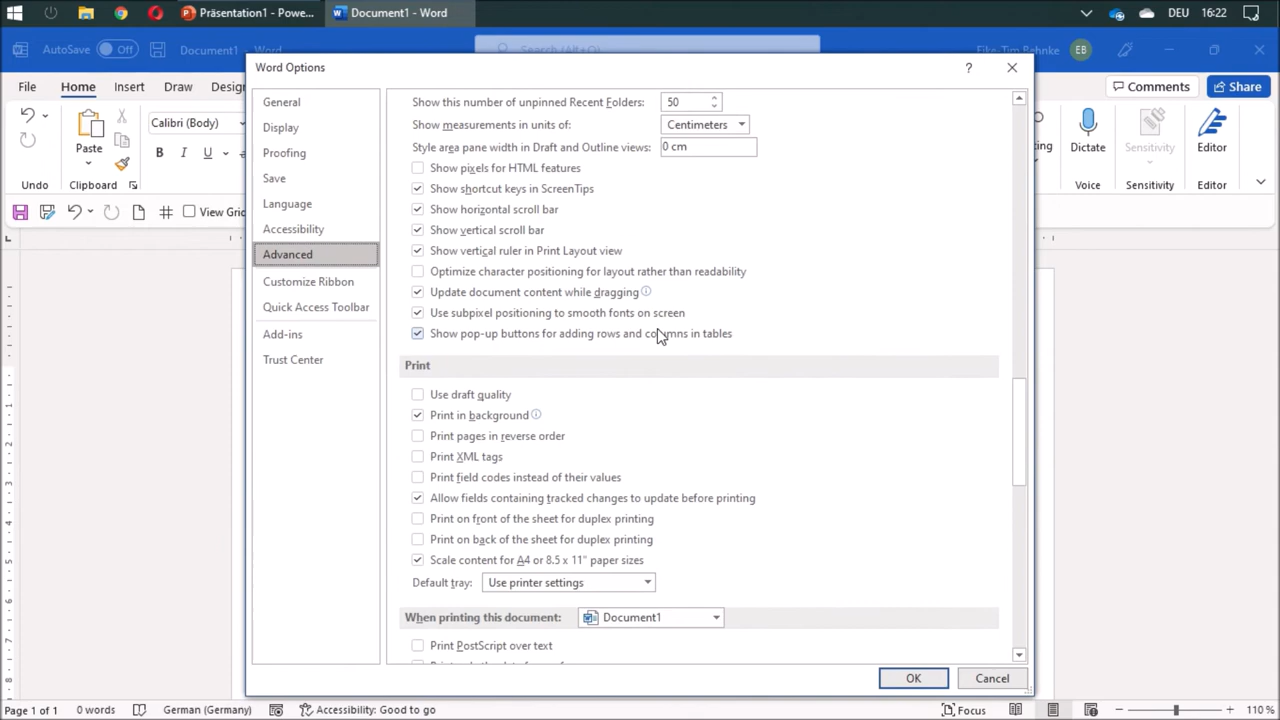 Präsentation1 - Powe...
Document1 - Word
DEU
16:22
AutoSave
Off
Document1 - Word
Search (Alt+Q)
Eike-Tim Behnke
EB
File
Home
Insert
Draw
Comments
Share
Paste
Calibri (Body)
B
I
U
Dictate
Sensitivity
Editor
Undo
Clipboard
Voice
Sensitivity
Editor
Word Options
?
General
Display
Proofing
Save
Language
Accessibility
Advanced
Customize Ribbon
Quick Access Toolbar
Add-ins
Trust Center
Show this number of unpinned Recent Folders: 50
Show measurements in units of: Centimeters
Style area pane width in Draft and Outline views: 0 cm
Show pixels for HTML features
Show shortcut keys in ScreenTips
Show horizontal scroll bar
Show vertical scroll bar
Show vertical ruler in Print Layout view
Optimize character positioning for layout rather than readability
Update document content while dragging
Use subpixel positioning to smooth fonts on screen
Show pop-up buttons for adding rows and columns in tables
Print
Use draft quality
Print in background
Print pages in reverse order
Print XML tags
Print field codes instead of their values
Allow fields containing tracked changes to update before printing
Print on front of the sheet for duplex printing
Print on back of the sheet for duplex printing
Scale content for A4 or 8.5 x 11" paper sizes
Default tray: Use printer settings
When printing this document: Document1
Print PostScript over text
OK
Cancel
Page 1 of 1
0 words
German (Germany)
Accessibility: Good to go
Focus
110 %